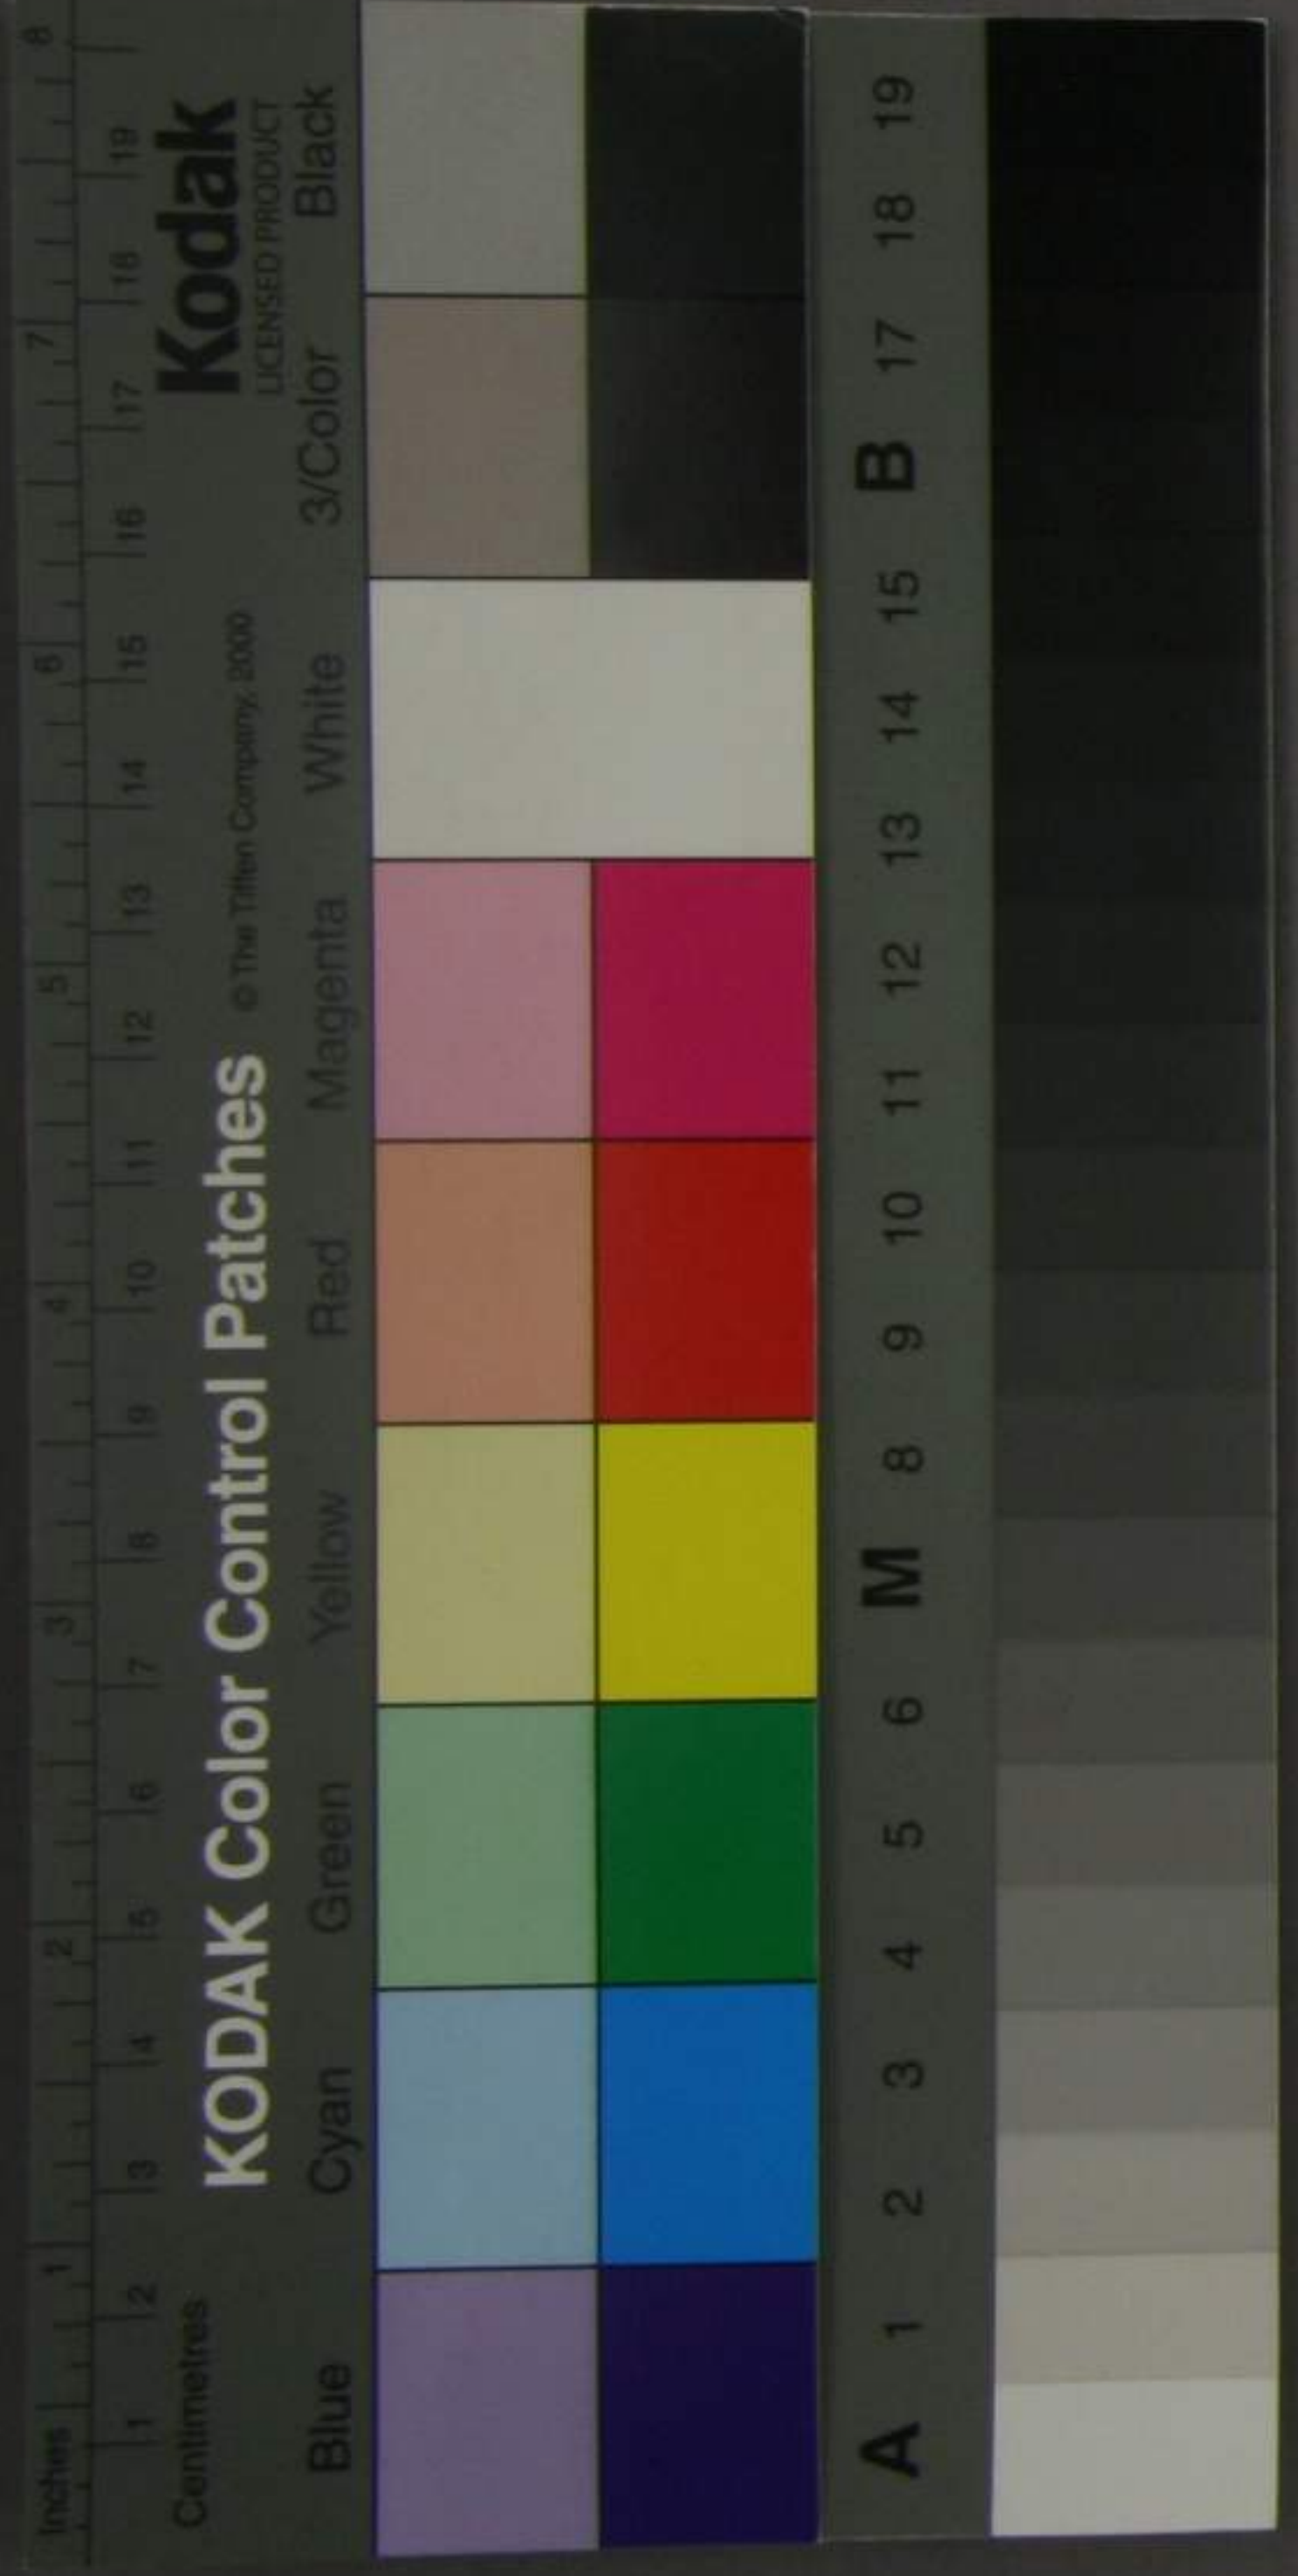 Inches 1 2 3 4 5 6 7 8
Centimetres 1 2 3 4 5 6 7 8 9 10 11 12 13 14 15 16 17 18 19
KODAK Color Control Patches © The Tiffen Company, 2000
Kodak
LICENSED PRODUCT
Blue Cyan Green Yellow Red Magenta White 3/Color Black
A 1 2 3 4 5 6 M 8 9 10 11 12 13 14 15 B 17 18 19